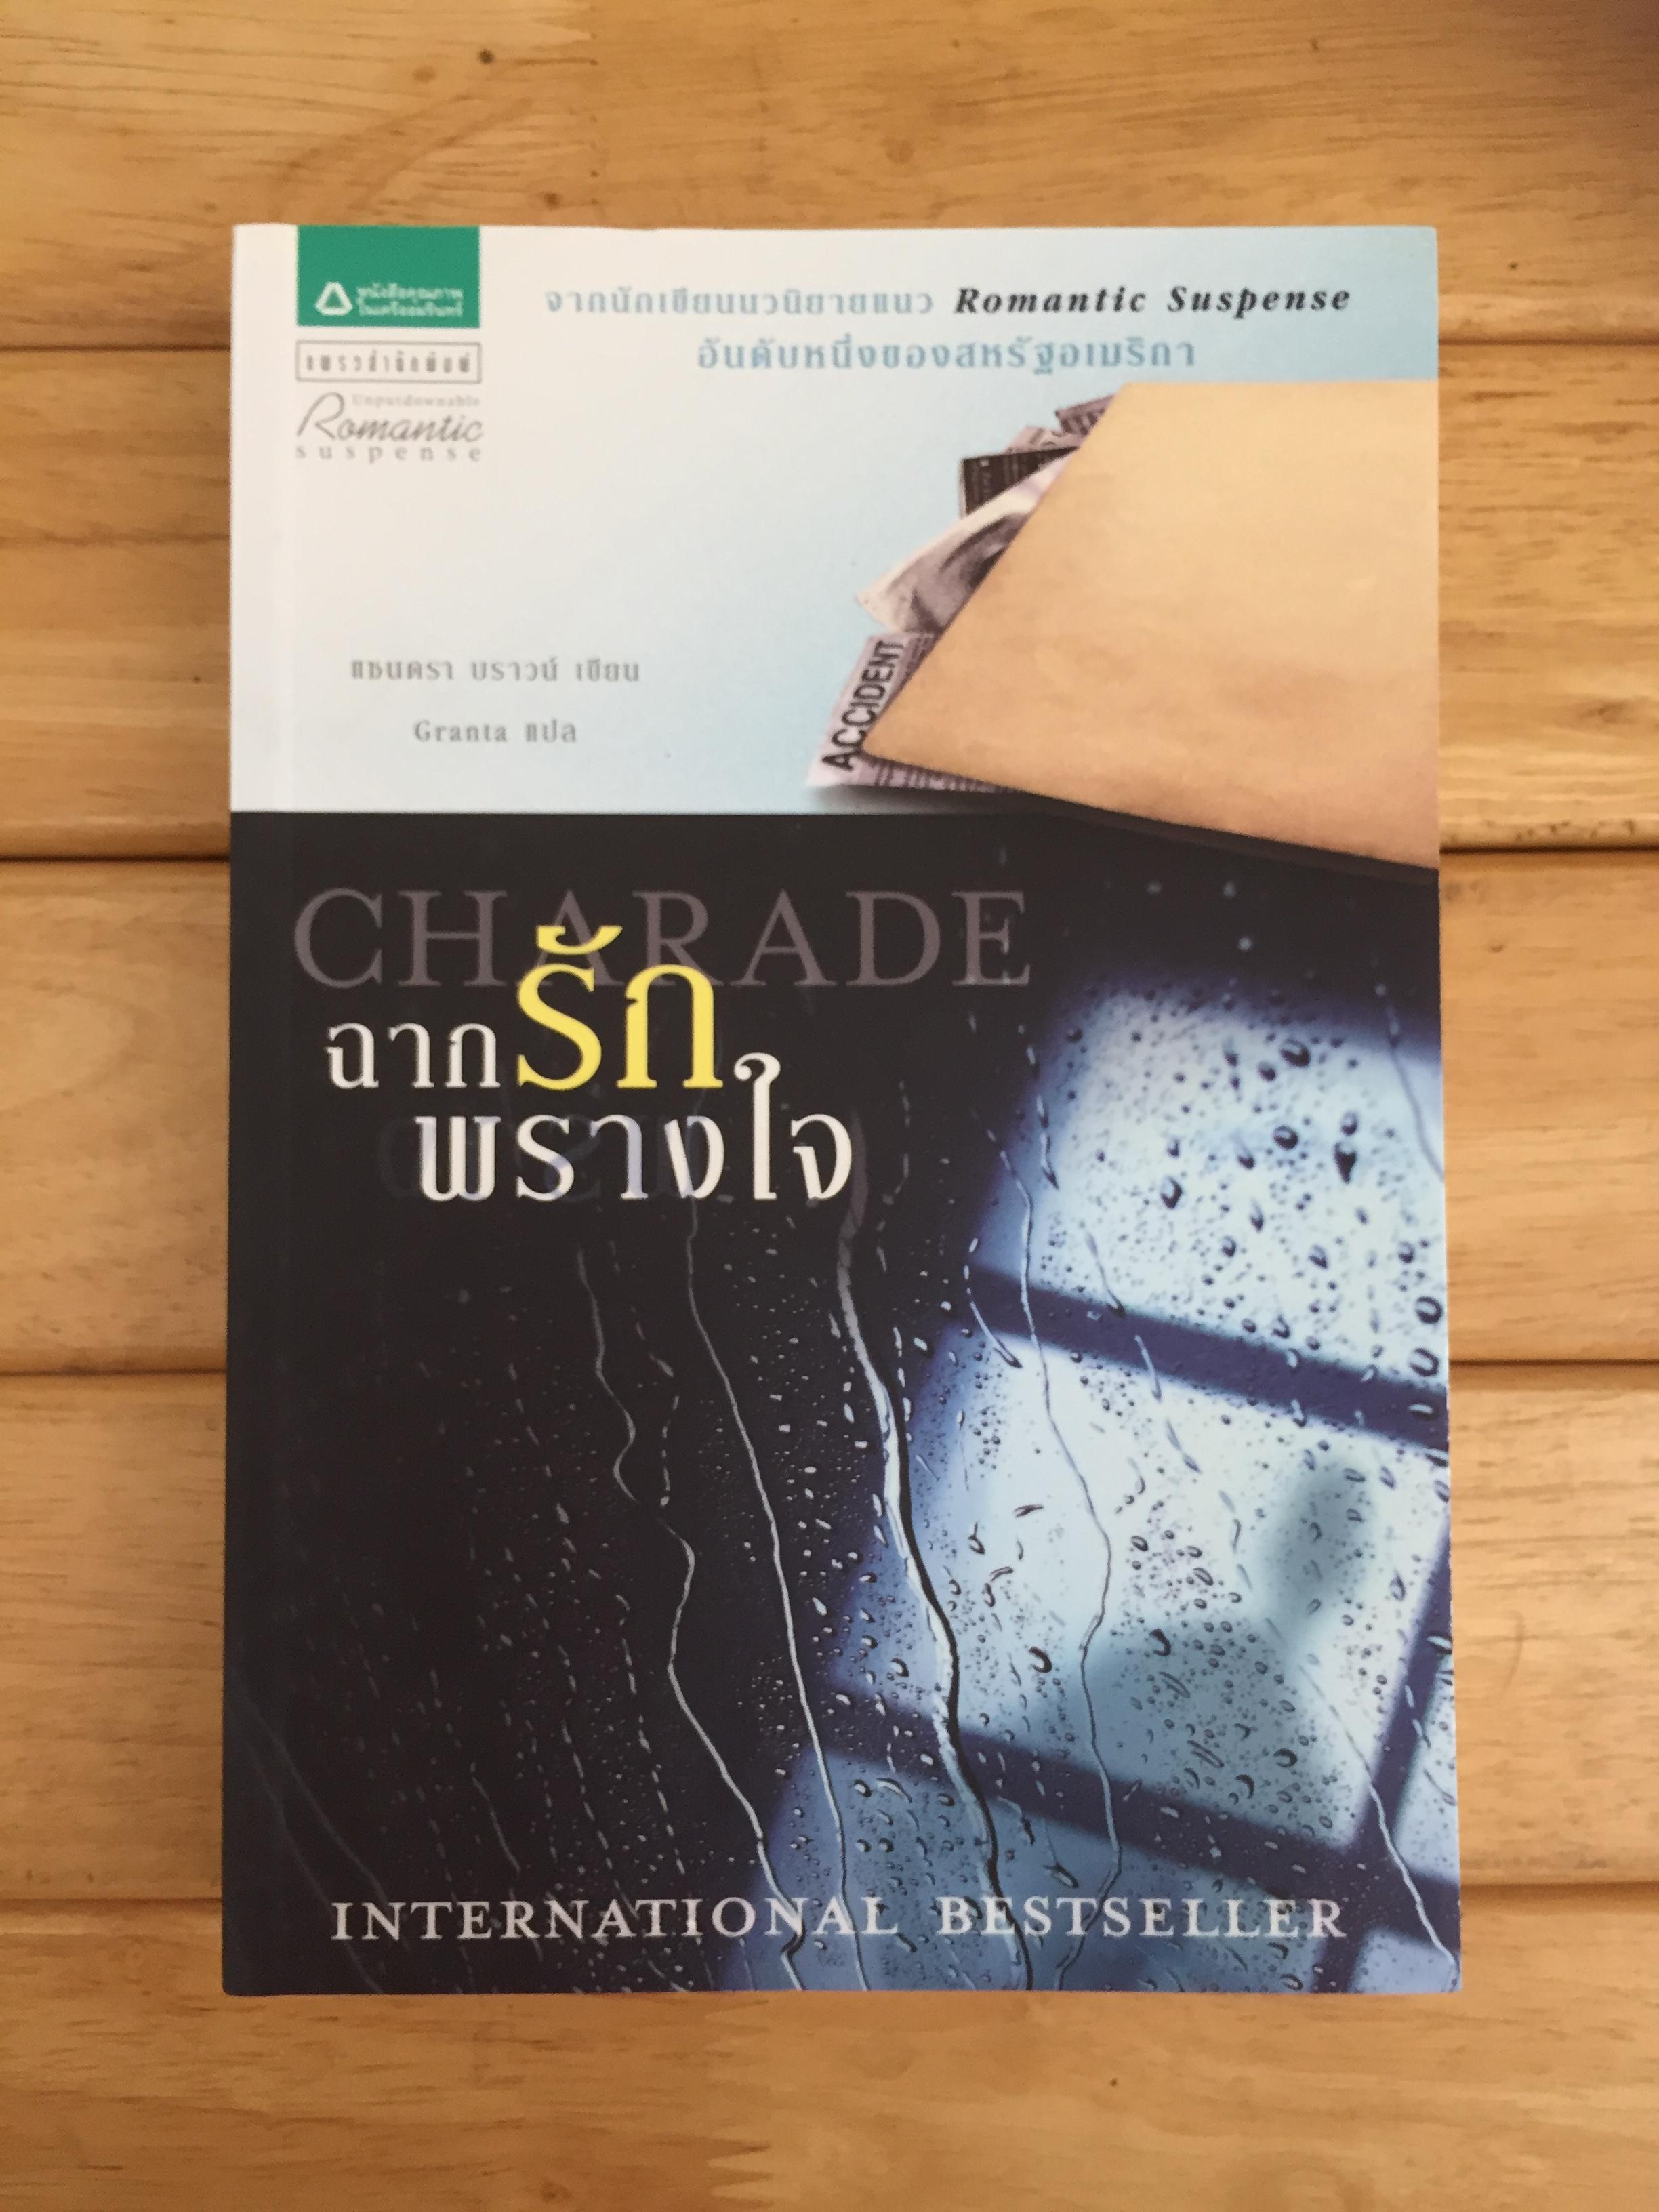 หนังสือคุณภาพ
ในเครืออมรินทร์
แพรวสำนักพิมพ์
Unputdownable
Romantic
suspense
จากนักเขียนนวนิยายแนว Romantic Suspense
อันดับหนึ่งของสหรัฐอเมริกา
ACCIDENT
แซนดรา บราวน์ เขียน
Granta แปล
CHARADE
ฉากรัก
พรางใจ
INTERNATIONAL BESTSELLER